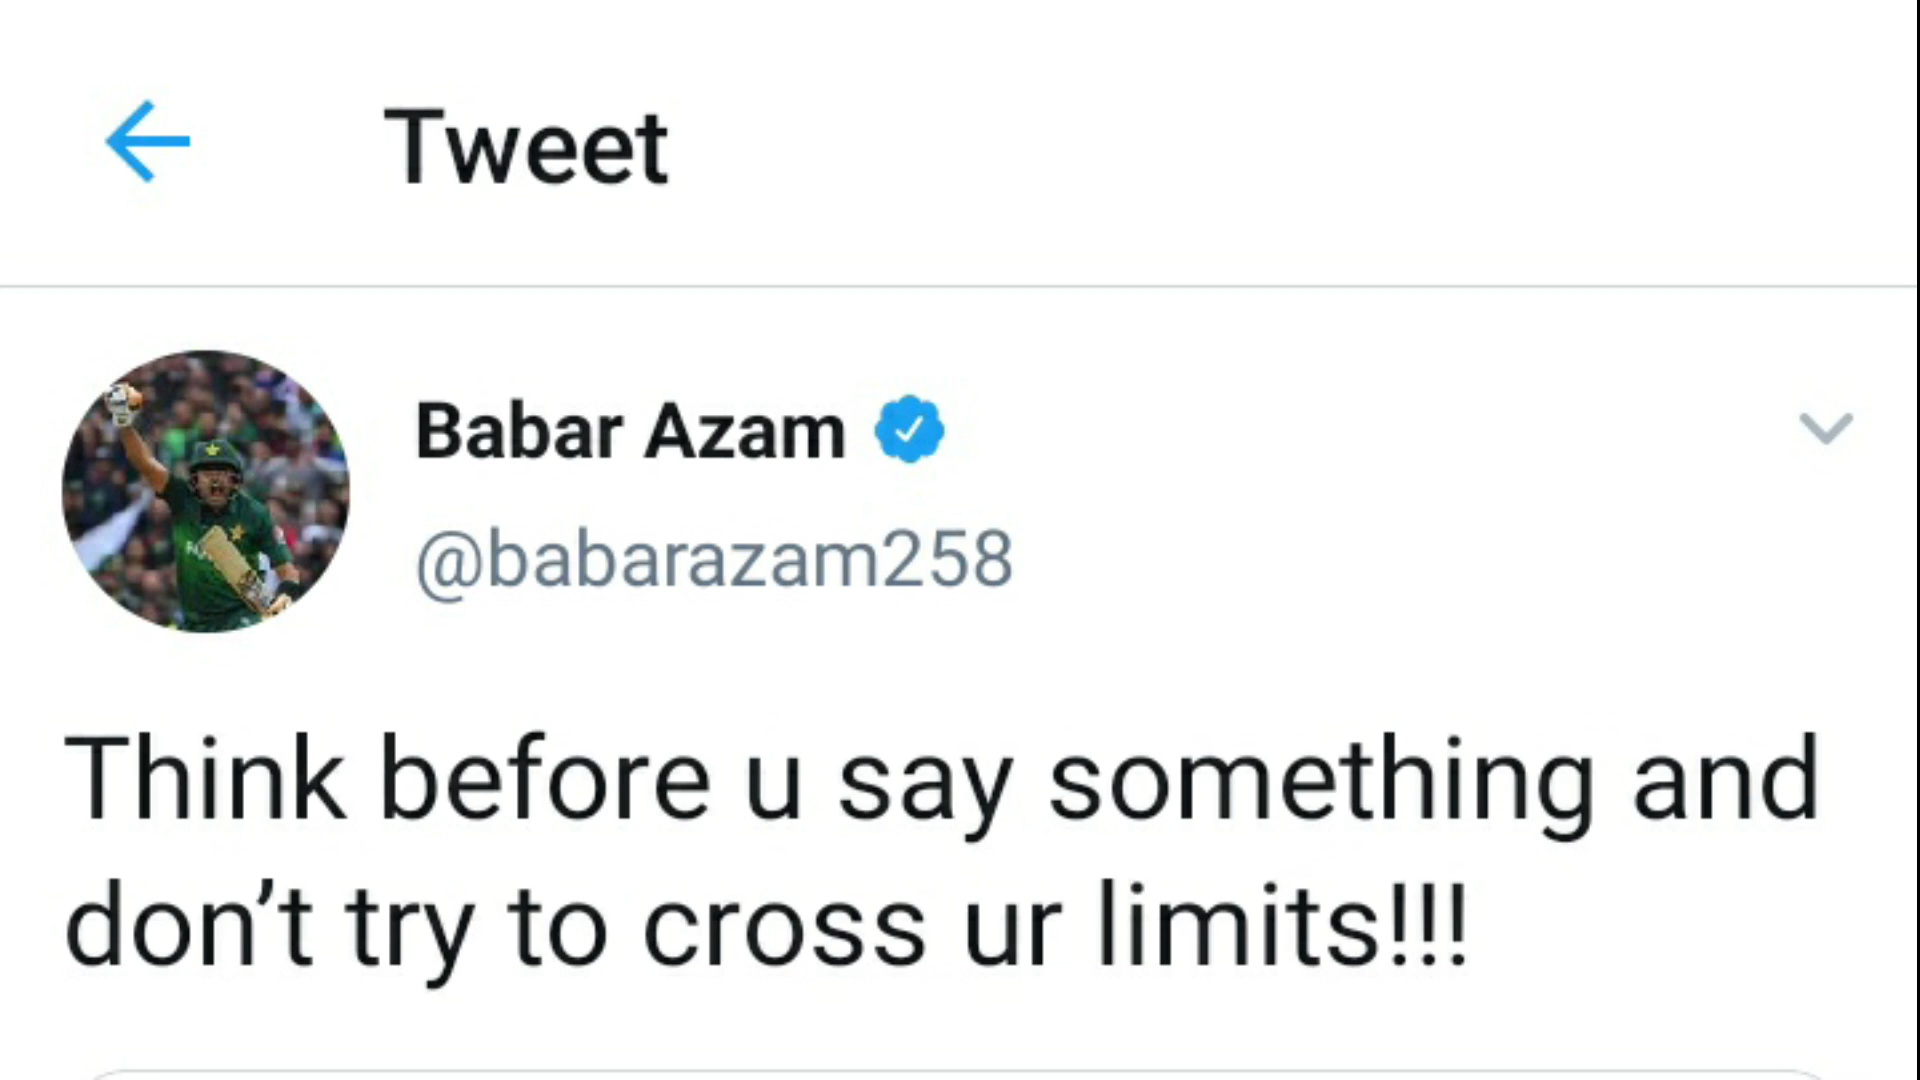 Tweet
Babar Azam
@babarazam258
Think before u say something and
don’t try to cross ur limits!!!